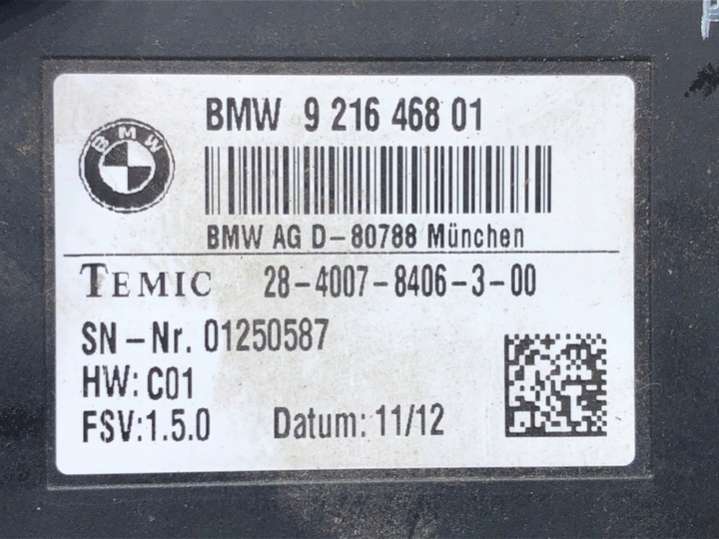 BMW 9 216 468 01
BMW
BMW AG D-80788 München
TEMIC 28-4007-8406-3-00
SN-Nr. 01250587
HW: C01
FSV:1.5.0 Datum: 11/12